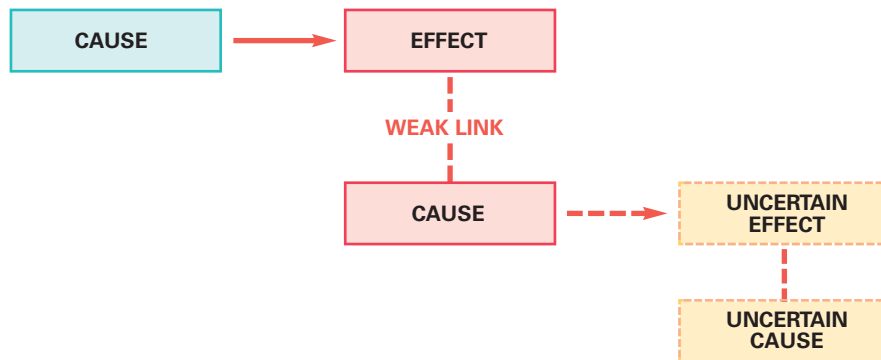 CAUSE
EFFECT
WEAK LINK
CAUSE
UNCERTAIN
EFFECT
UNCERTAIN
CAUSE